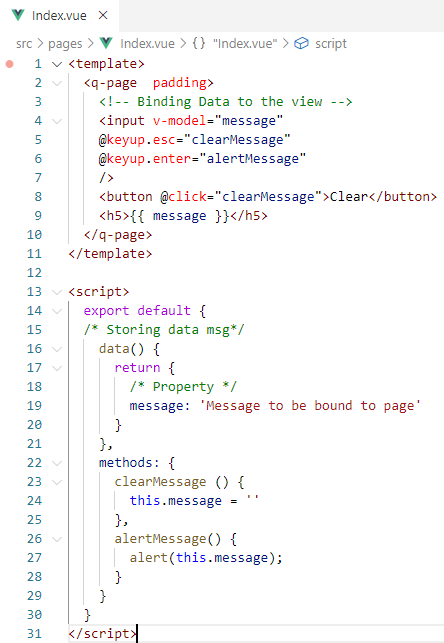 Index.vue ×
src > pages > Index.vue > {} "Index.vue" > script
1 <template>
2 <q-page  padding>
3 <!-- Binding Data to the view -->
4 <input v-model="message"
5 @keyup.esc="clearMessage"
6 @keyup.enter="alertMessage"
7 />
8 <button @click="clearMessage">Clear</button>
9 <h5>{{ message }}</h5>
10 </q-page>
11 </template>
12
13 <script>
14 export default {
15 /* Storing data msg*/
16 data() {
17 return {
18 /* Property */
19 message: 'Message to be bound to page'
20 }
21 },
22 methods: {
23 clearMessage () {
24 this.message = ''
25 },
26 alertMessage() {
27 alert(this.message);
28 }
29 }
30 }
31 </script>